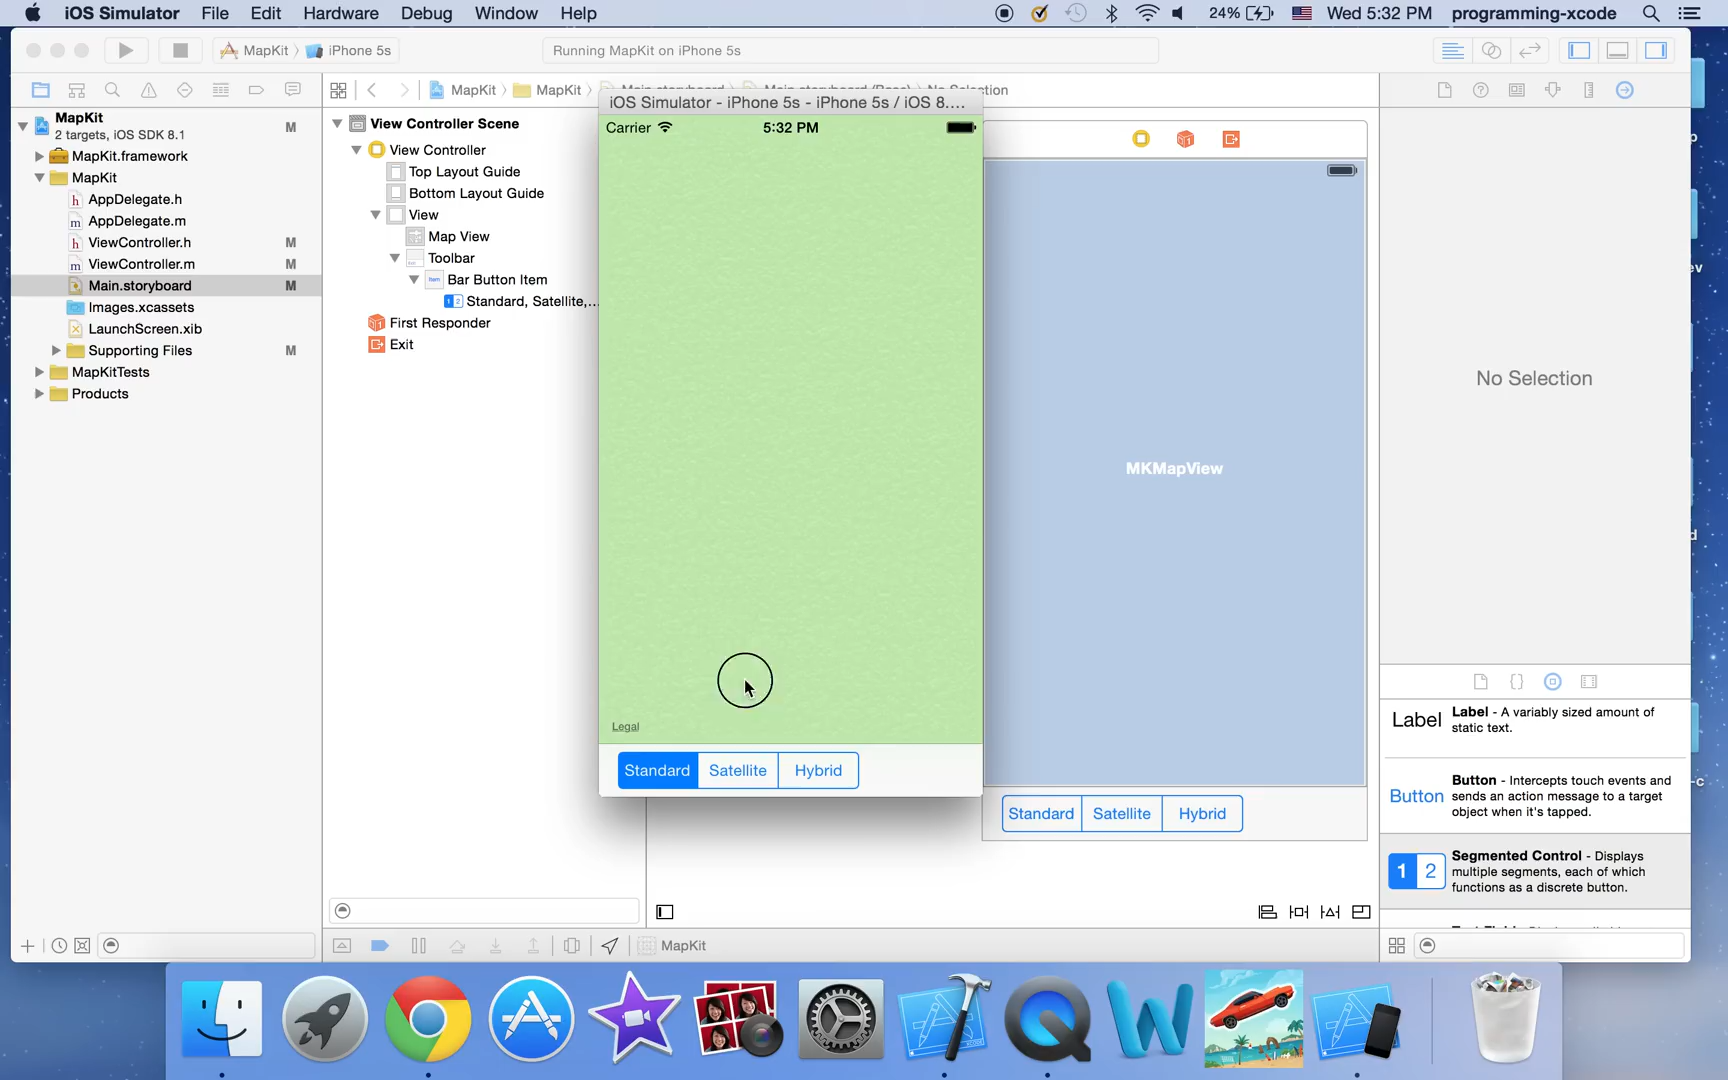 iOS Simulator File Edit Hardware Debug Window Help 24% Wed 5:32 PM programming-xcode
MapKit iPhone 5s Running MapKit on iPhone 5s
MapKit MapKit No Selection
iOS Simulator - iPhone 5s - iPhone 5s / iOS 8....
Carrier 5:32 PM
MapKit
2 targets, iOS SDK 8.1 M
MapKit.framework
MapKit
AppDelegate.h
AppDelegate.m
ViewController.h M
ViewController.m M
Main.storyboard M
Images.xcassets
LaunchScreen.xib
Supporting Files M
MapKitTests
Products
View Controller Scene
View Controller
Top Layout Guide
Bottom Layout Guide
View
Map View
Toolbar
Bar Button Item
Standard, Satellite,...
First Responder
Exit
Legal
Standard Satellite Hybrid
MKMapView
Standard Satellite Hybrid
No Selection
Label Label - A variably sized amount of
static text.
Button Button - Intercepts touch events and
sends an action message to a target
object when it's tapped.
1 2 Segmented Control - Displays
multiple segments, each of which
functions as a discrete button.
MapKit